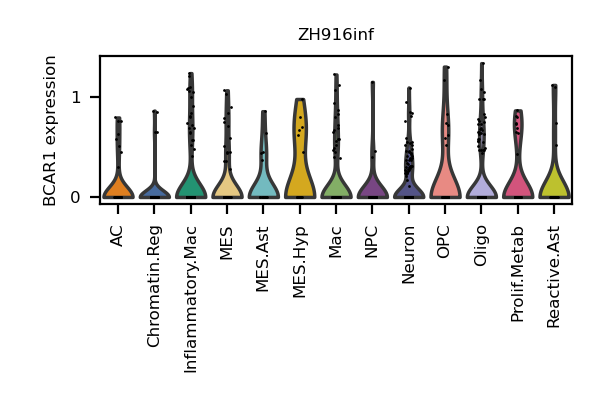 ZH916inf
BCAR1 expression
1
0
AC
Chromatin.Reg
Inflammatory.Mac
MES
MES.Ast
MES.Hyp
Mac
NPC
Neuron
OPC
Oligo
Prolif.Metab
Reactive.Ast